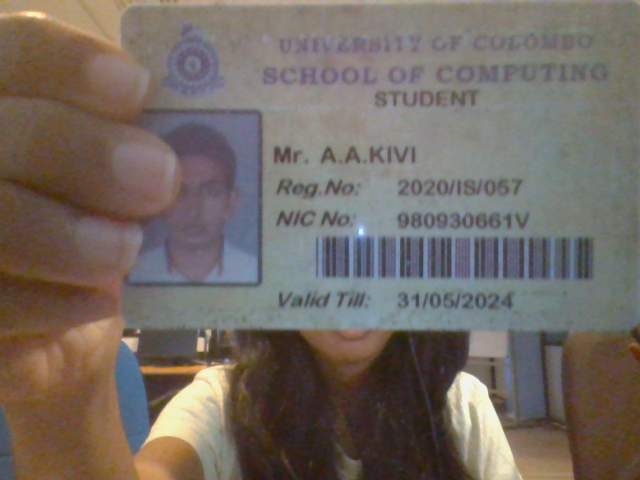 UNIVERSITY OF COLOMBO
SCHOOL OF COMPUTING
STUDENT
Mr. A.A.KIVI
Reg.No: 2020/IS/057
NIC No: 980930661V
Valid Till: 31/05/2024